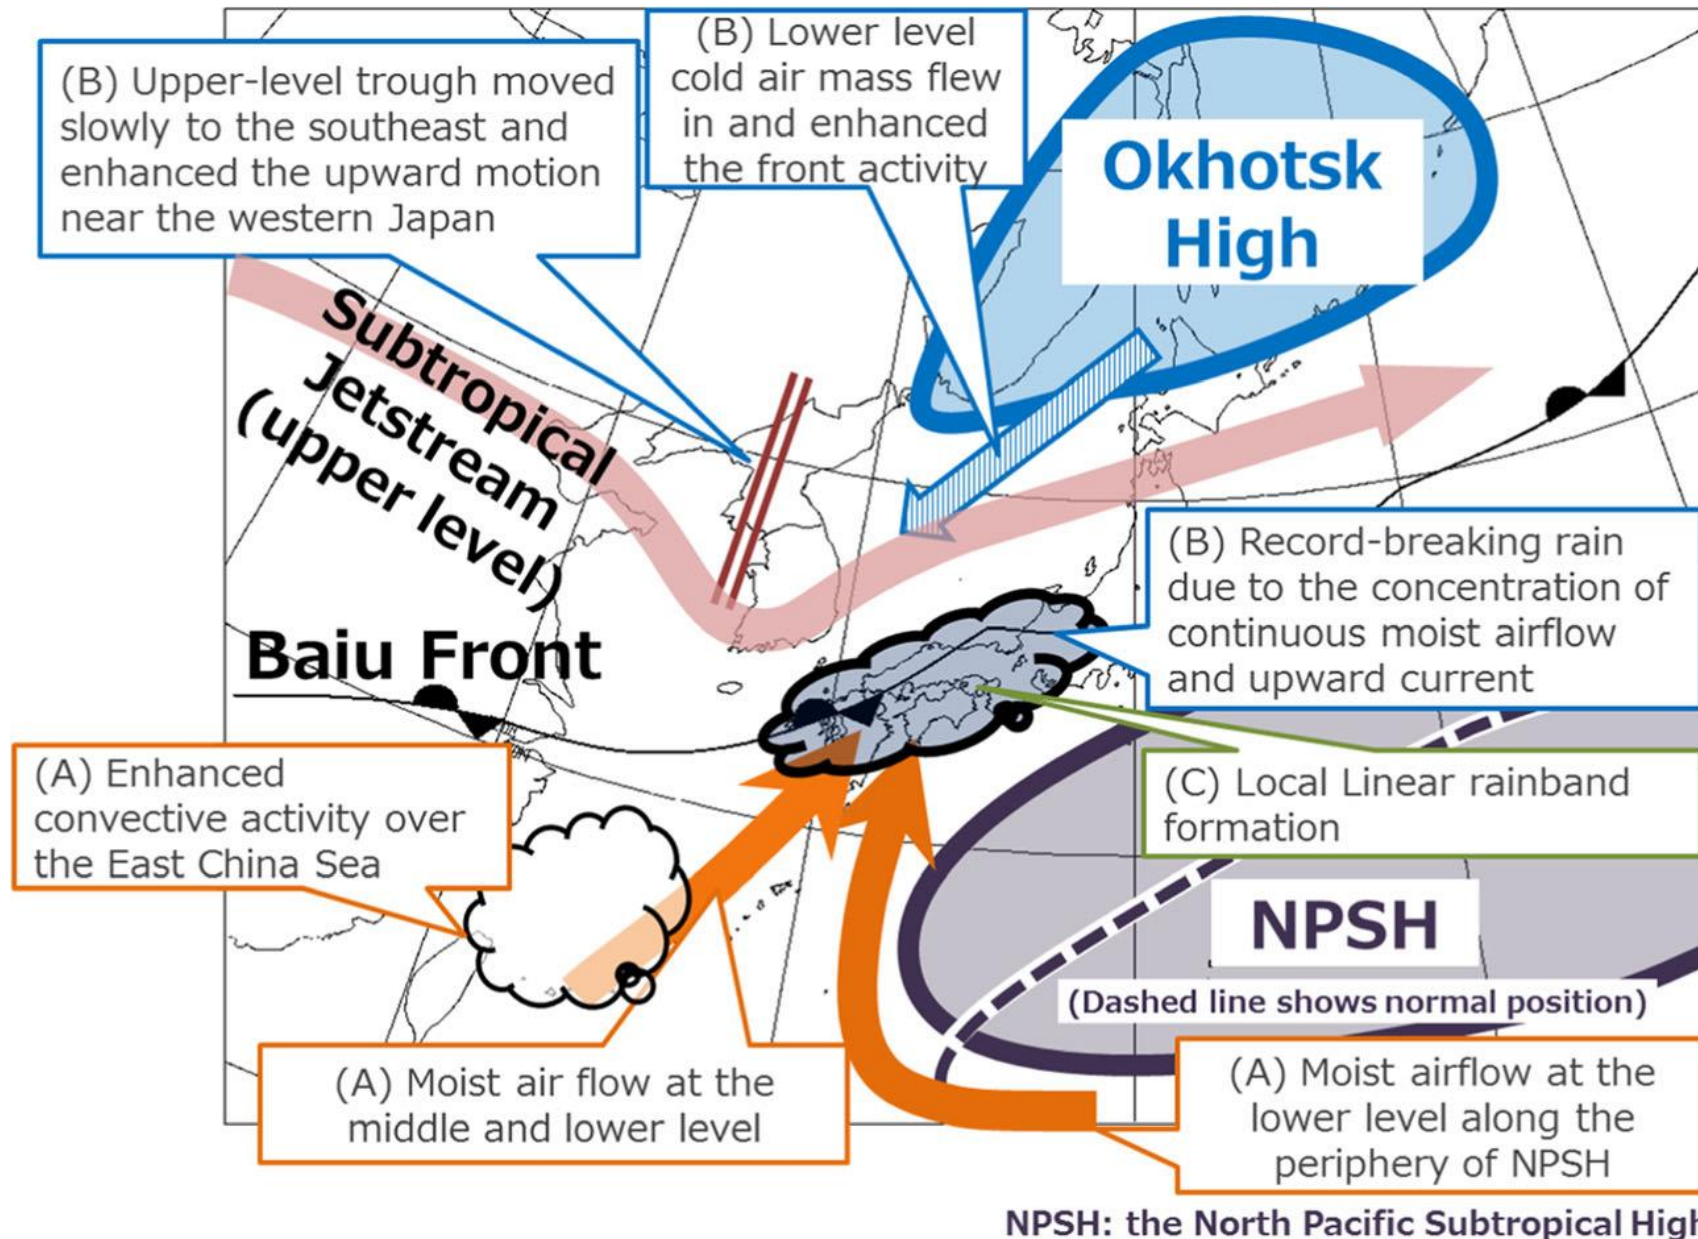 (B) Upper-level trough moved
slowly to the southeast and
enhanced the upward motion
near the western Japan
(B) Lower level
cold air mass flew
in and enhanced
the front activity
Okhotsk
High
Subtropical
Jetstream
(upper level)
(B) Record-breaking rain
due to the concentration of
continuous moist airflow
and upward current
Baiu Front
(A) Enhanced
convective activity over
the East China Sea
(C) Local Linear rainband
formation
NPSH
(Dashed line shows normal position)
(A) Moist air flow at the
middle and lower level
(A) Moist airflow at the
lower level along the
periphery of NPSH
NPSH: the North Pacific Subtropical High